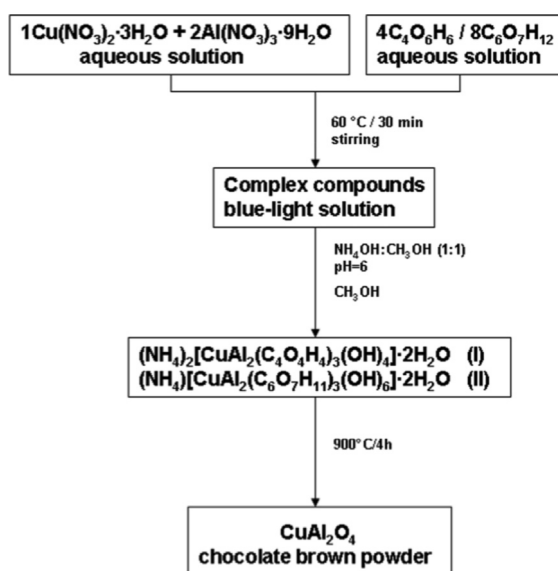 1Cu(NO₃)₂·3H₂O + 2Al(NO₃)₃·9H₂O
aqueous solution
4C₄O₆H₆ / 8C₆O₇H₁₂
aqueous solution
60 °C / 30 min
stirring
Complex compounds
blue-light solution
NH₄OH:CH₃OH (1:1)
pH=6
CH₃OH
(NH₄)₂[CuAl₂(C₄O₄H₄)₃(OH)₄]·2H₂O (I)
(NH₄)[CuAl₂(C₆O₇H₁₁)₃(OH)₆]·2H₂O (II)
900°C/4h
CuAl₂O₄
chocolate brown powder